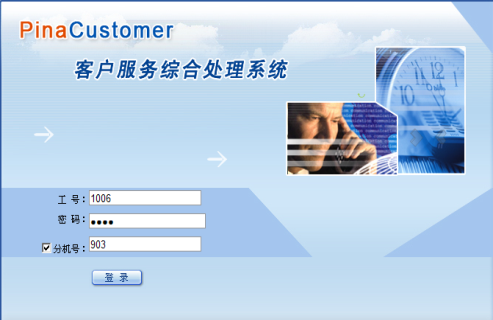 PinaCustomer
客户服务综合处理系统
工 号： 1006
密 码： ••••
分机号： 903
登 录